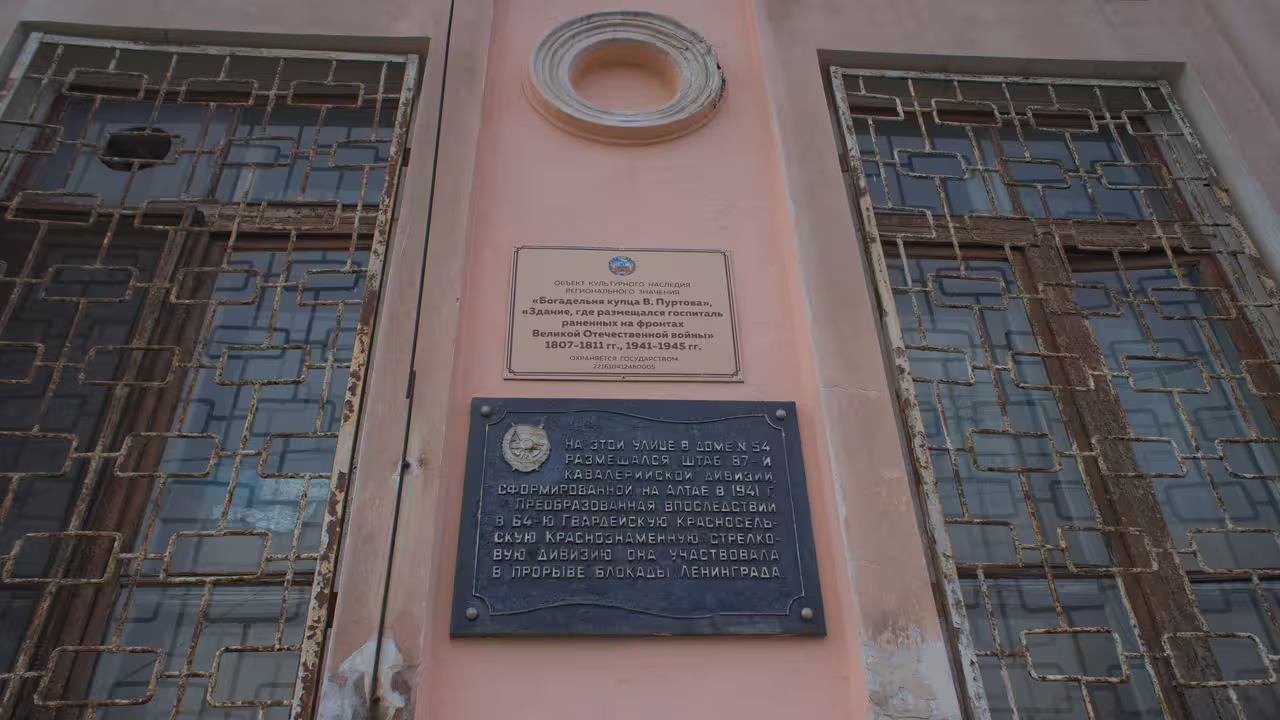 ОБЪЕКТ КУЛЬТУРНОГО НАСЛЕДИЯ
РЕГИОНАЛЬНОГО ЗНАЧЕНИЯ
«Богадельня купца В. Пуртова»,
«Здание, где размещался госпиталь
раненных на фронтах
Великой Отечественной войны»
1807-1811 гг., 1941-1945 гг.
ОХРАНЯЕТСЯ ГОСУДАРСТВОМ
221610412480005
НА ЭТОЙ УЛИЦЕ В ДОМЕ N 54
РАЗМЕЩАЛСЯ ШТАБ 87-Й
КАВАЛЕРИЙСКОЙ ДИВИЗИИ,
СФОРМИРОВАННОЙ НА АЛТАЕ В 1941 Г.
ПРЕОБРАЗОВАННАЯ ВПОСЛЕДСТВИИ
В 64-Ю ГВАРДЕЙСКУЮ КРАСНОСЕЛЬ-
СКУЮ КРАСНОЗНАМЕННУЮ СТРЕЛКО-
ВУЮ ДИВИЗИЮ ОНА УЧАСТВОВАЛА
В ПРОРЫВЕ БЛОКАДЫ ЛЕНИНГРАДА.